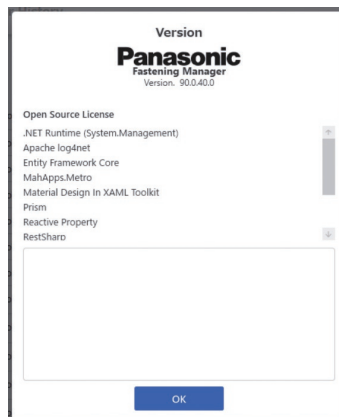 Version
Panasonic
Fastening Manager
Version. 90.0.40.0
Open Source License
.NET Runtime (System.Management)
Apache log4net
Entity Framework Core
MahApps.Metro
Material Design In XAML Toolkit
Prism
Reactive Property
RestSharp
OK